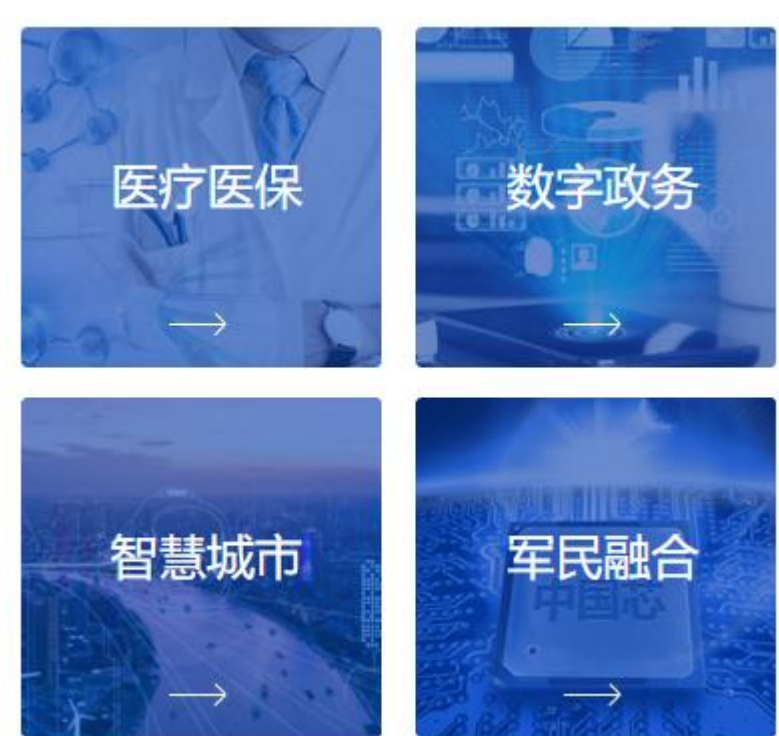 医疗医保
数字政务
智慧城市
军民融合
中国芯